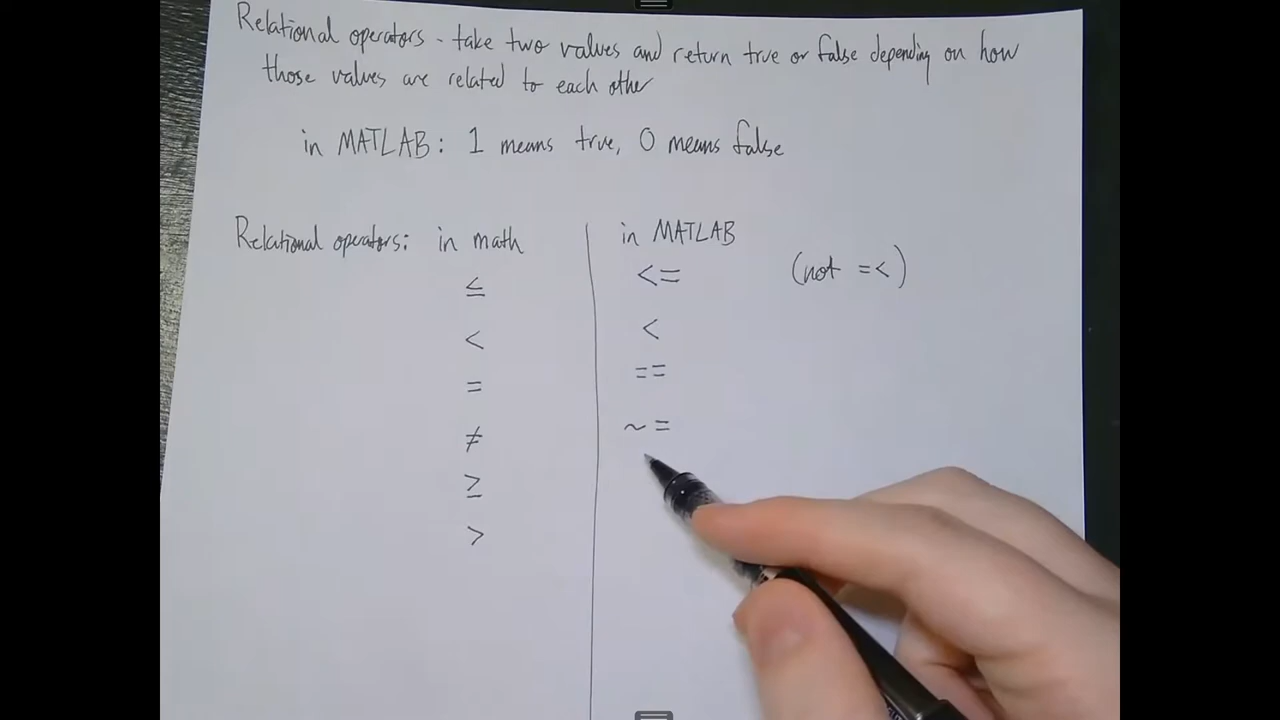 Relational operators - take two values and return true or false depending on how
those values are related to each other
in MATLAB: 1 means true, 0 means false
Relational operators: in math in MATLAB
≤ <= (not =<)
< <
= ==
≠ ~=
≥
>